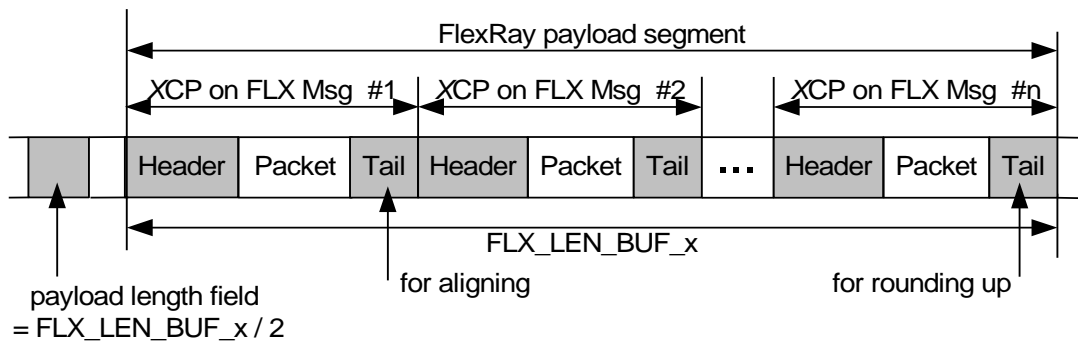 FlexRay payload segment
XCP on FLX Msg #1 XCP on FLX Msg #2 XCP on FLX Msg #n
Header Packet Tail Header Packet Tail ... Header Packet Tail
FLX_LEN_BUF_x
for aligning for rounding up
payload length field
= FLX_LEN_BUF_x / 2